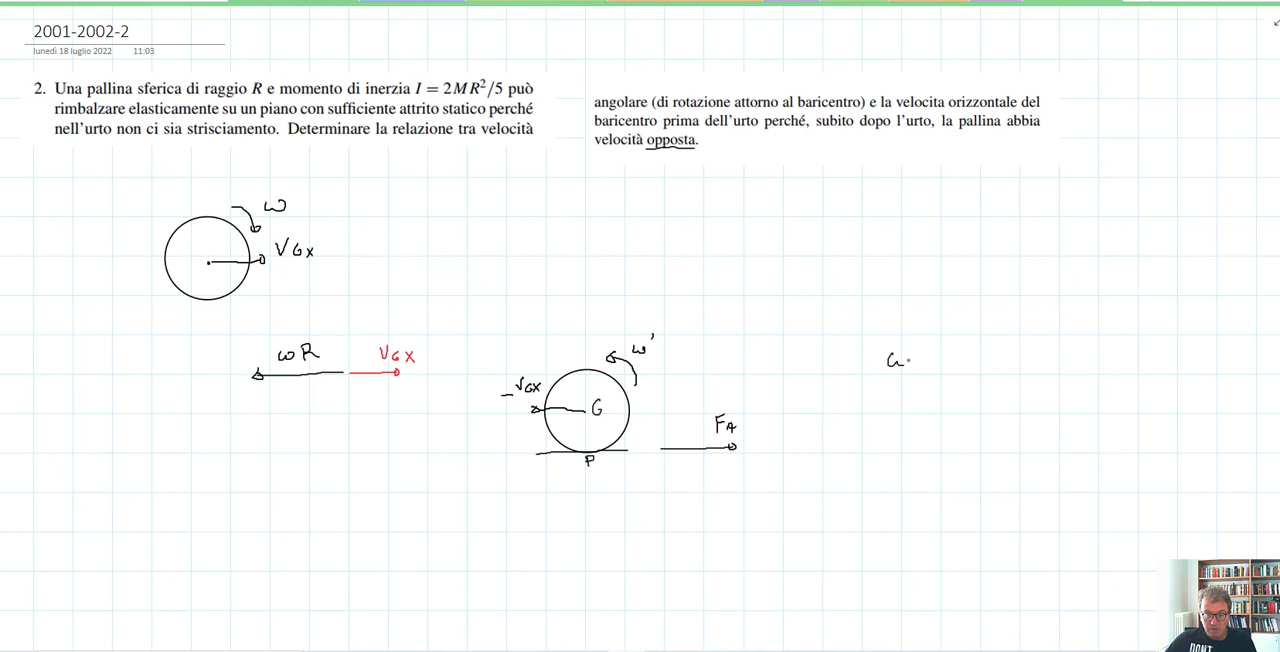 2001-2002-2
lunedì 18 luglio 2022 11:03
2. Una pallina sferica di raggio R e momento di inerzia I = 2MR²/5 può
rimbalzare elasticamente su un piano con sufficiente attrito statico perché
nell'urto non ci sia strisciamento. Determinare la relazione tra velocità
angolare (di rotazione attorno al baricentro) e la velocita orizzontale del
baricentro prima dell'urto perché, subito dopo l'urto, la pallina abbia
velocità opposta.
ω
VGX
ωR
VGX
ω'
-VGX
G
FA
P
G
DONT